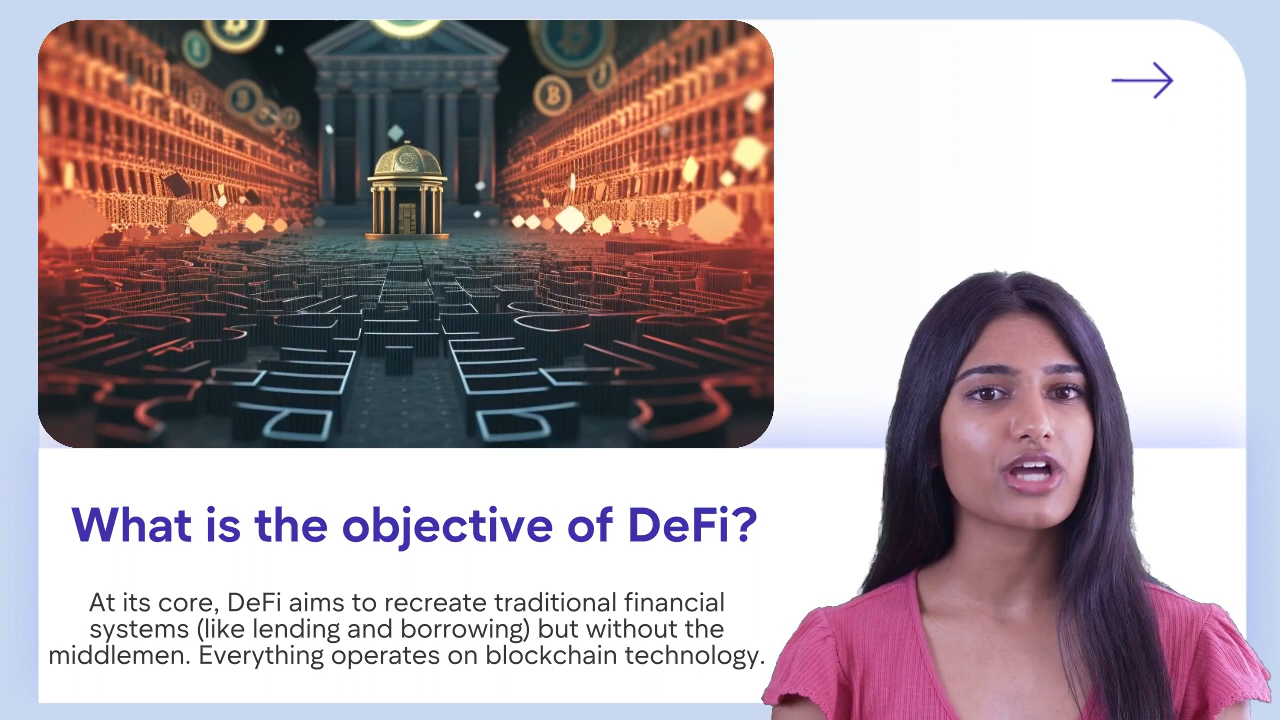 What is the objective of DeFi?
At its core, DeFi aims to recreate traditional financial
systems (like lending and borrowing) but without the
middlemen. Everything operates on blockchain technology.